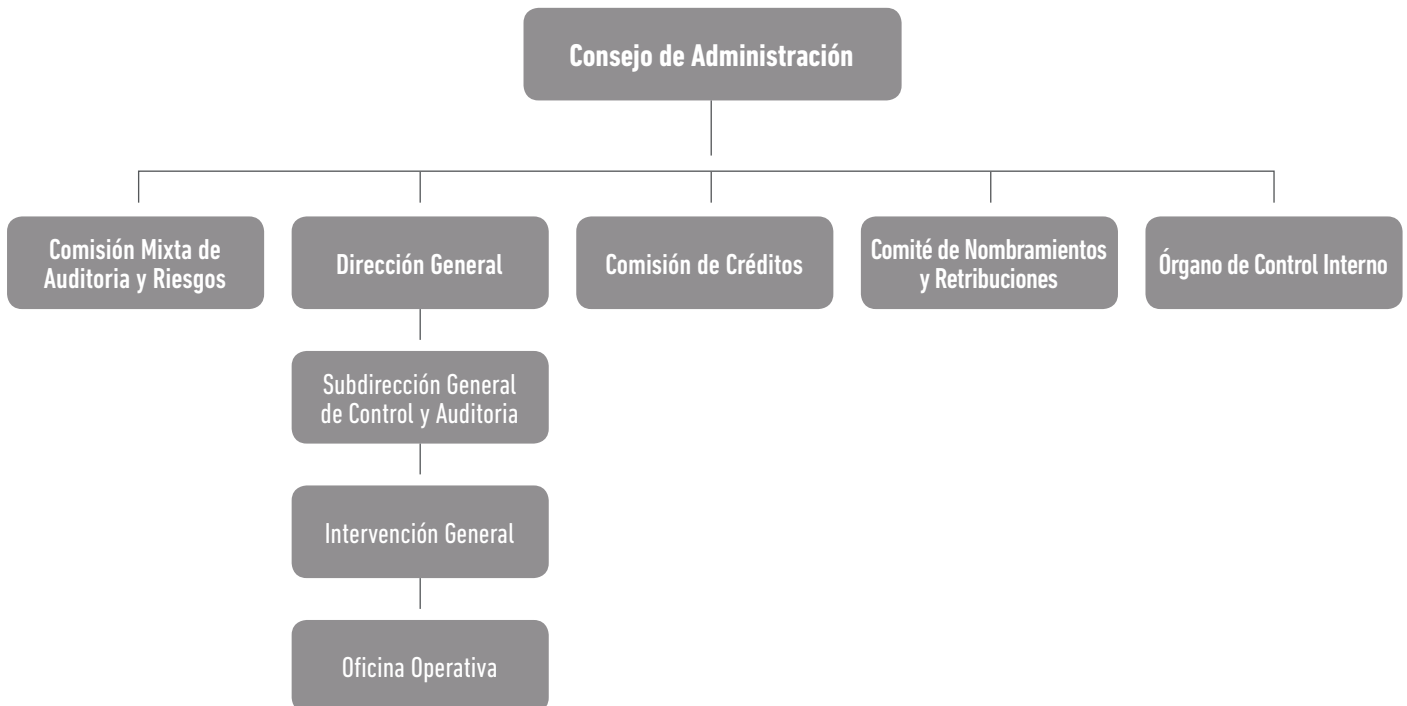 Consejo de Administración
Comisión Mixta de
Auditoria y Riesgos
Dirección General
Comisión de Créditos
Comité de Nombramientos
y Retribuciones
Órgano de Control Interno
Subdirección General
de Control y Auditoria
Intervención General
Oficina Operativa